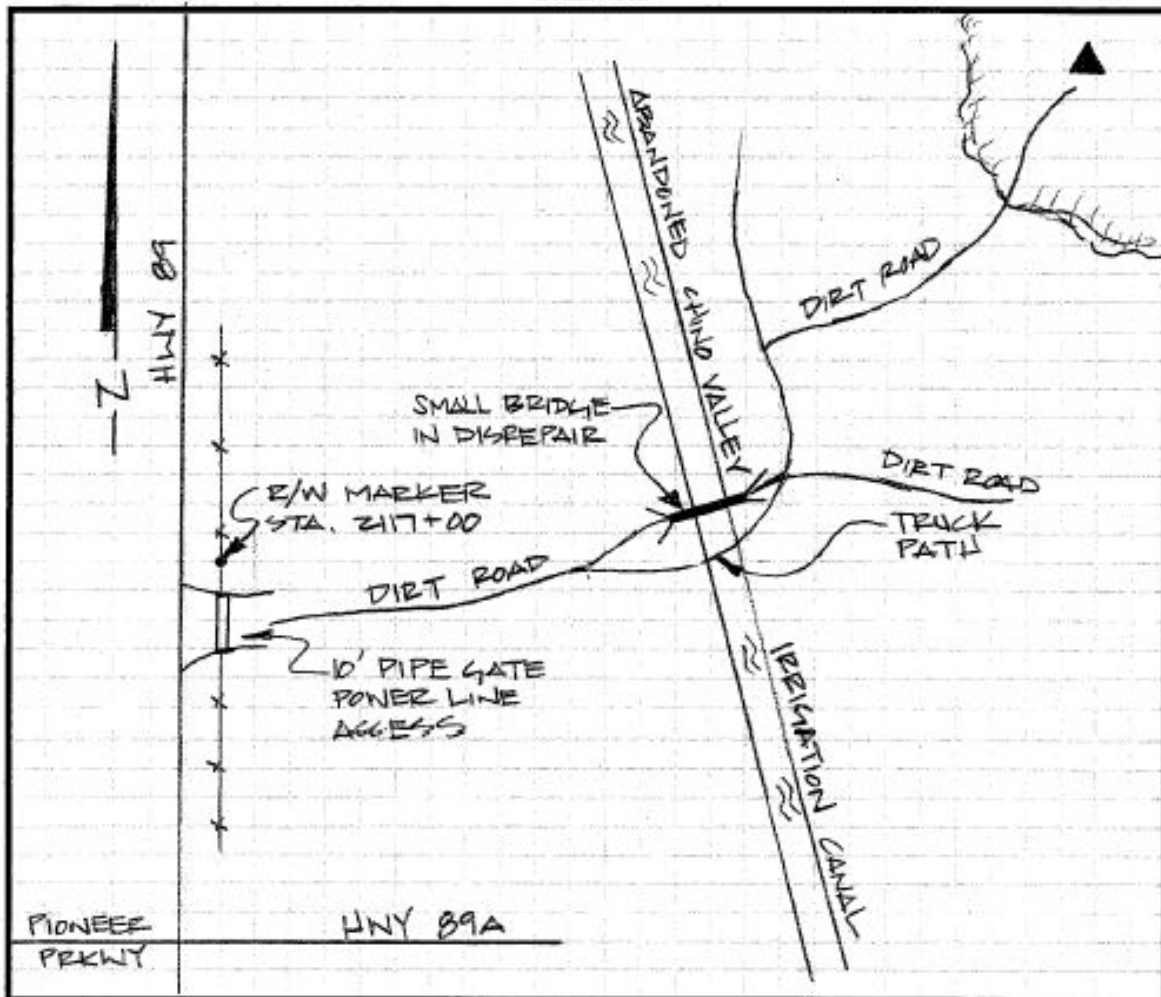 HWY 89
N
ABANDONED CHINO VALLEY
IRRIGATION CANAL
DIRT ROAD
SMALL BRIDGE
IN DISREPAIR
DIRT ROAD
R/W MARKER
STA. 2117+00
TRUCK
PATH
DIRT ROAD
10' PIPE GATE
POWER LINE
ACCESS
PIONEER
PRKWY
HWY 89A